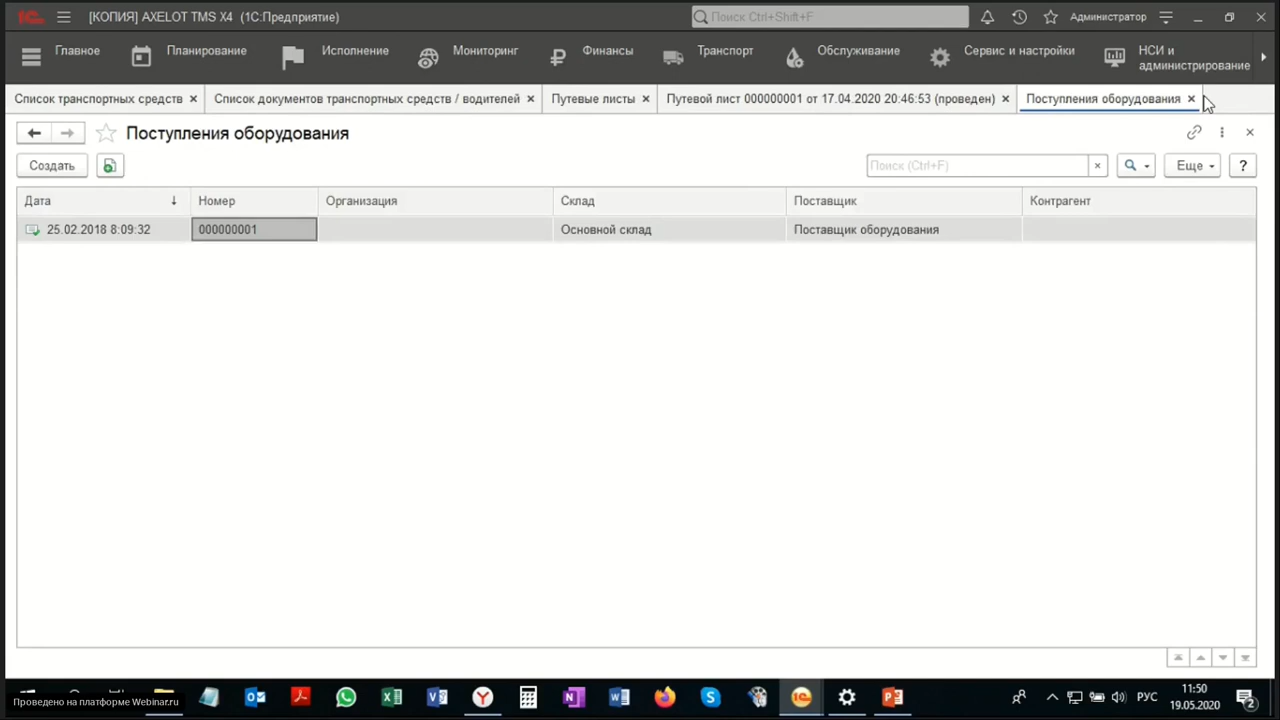 1С [КОПИЯ] AXELOT TMS X4 (1С:Предприятие) Поиск Ctrl+Shift+F Администратор
Главное Планирование Исполнение Мониторинг Финансы Транспорт Обслуживание Сервис и настройки НСИ и
администрирование
Список транспортных средств × Список документов транспортных средств / водителей × Путевые листы × Путевой лист 000000001 от 17.04.2020 20:46:53 (проведен) × Поступления оборудования ×
Поступления оборудования
Создать Поиск (Ctrl+F) × Еще ?
Дата Номер Организация Склад Поставщик Контрагент
25.02.2018 8:09:32 000000001 Основной склад Поставщик оборудования
Проведено на платформе Webinar.ru
РУС 11:50
19.05.2020 2